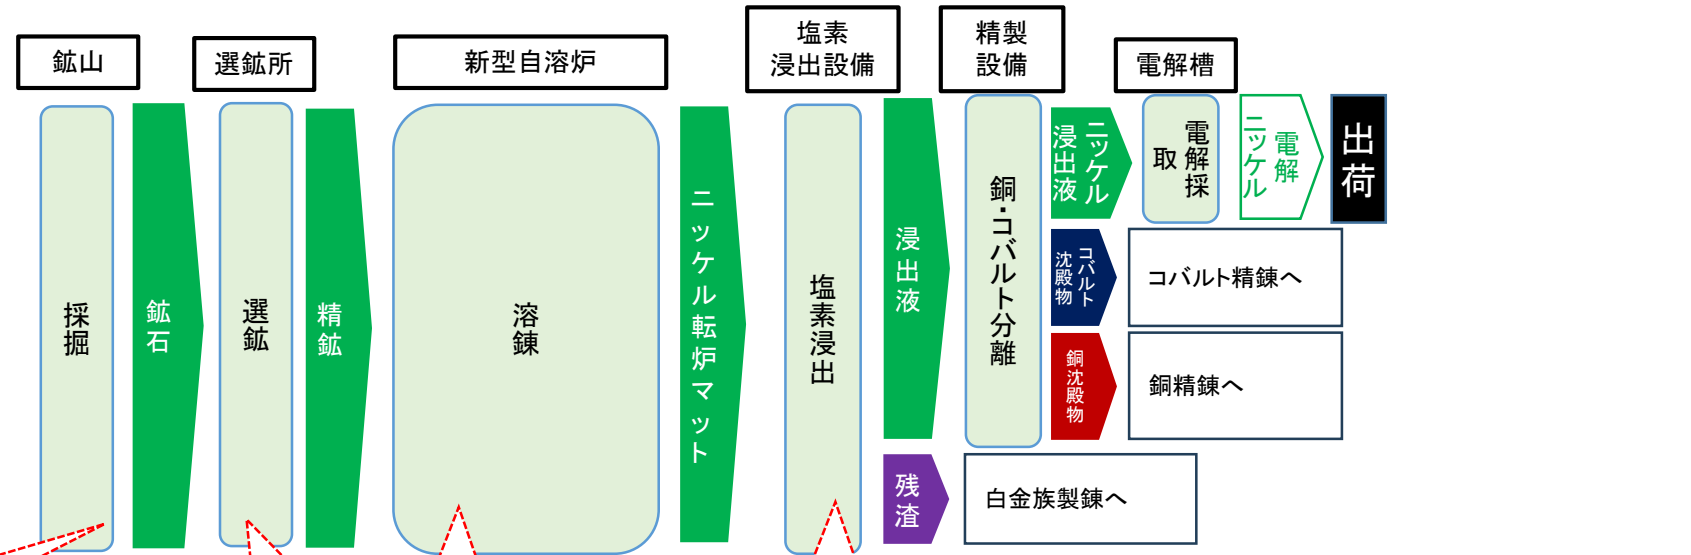 鉱山
選鉱所
新型自溶炉
塩素
浸出設備
精製
設備
電解槽
採掘
鉱石
選鉱
精鉱
溶錬
ニッケル転炉マット
塩素浸出
浸出液
残渣
銅・コバルト分離
ニッケル
浸出液
電解採
取
電解
ニッケル
出荷
コバルト
沈殿物
コバルト精錬へ
銅沈殿物
銅精錬へ
白金族製錬へ